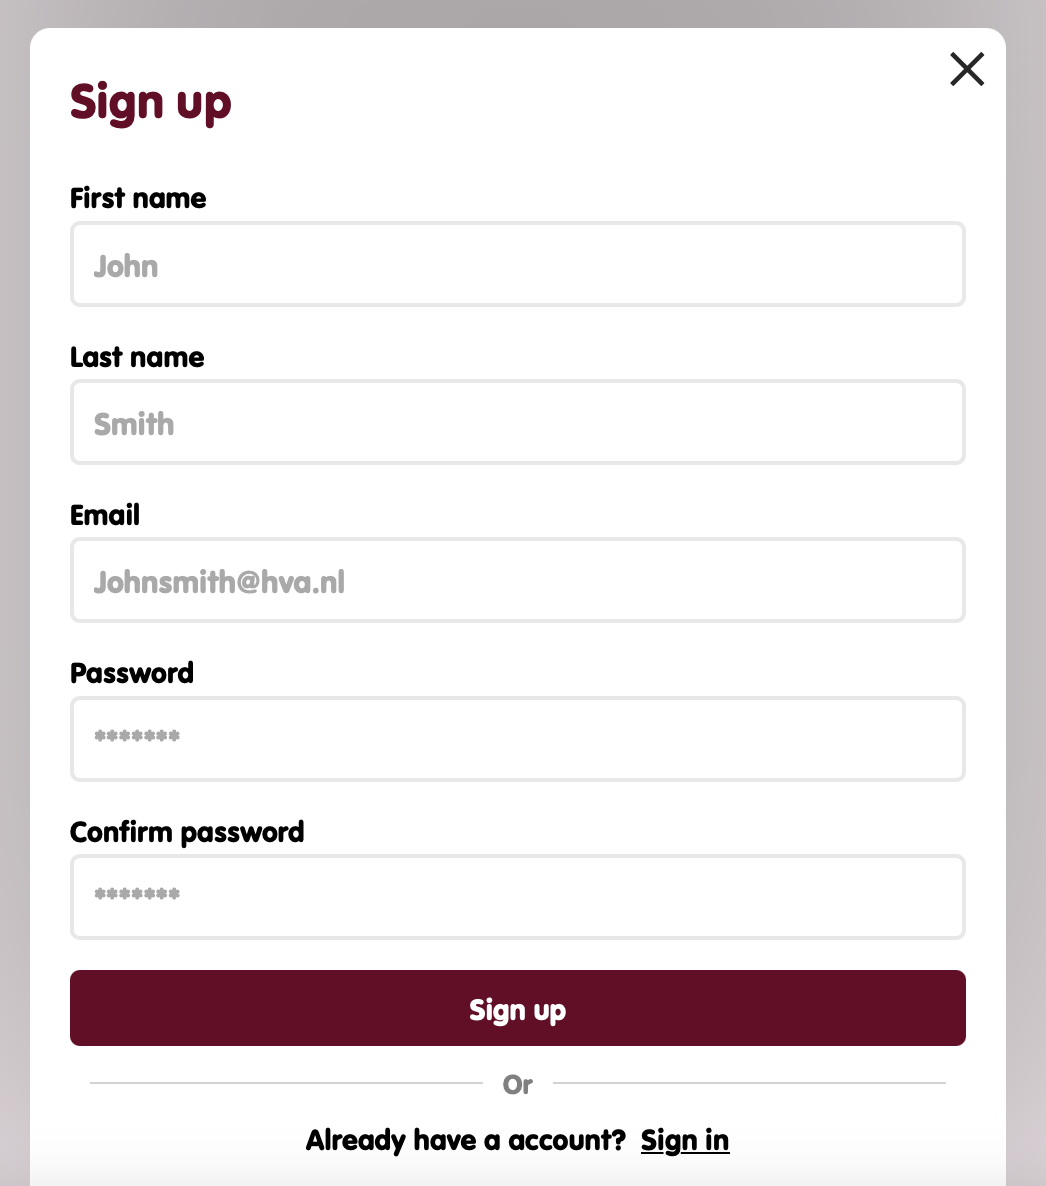 Sign up
First name
John
Last name
Smith
Email
Johnsmith@hva.nl
Password
*******
Confirm password
*******
Sign up
Or
Already have a account? Sign in